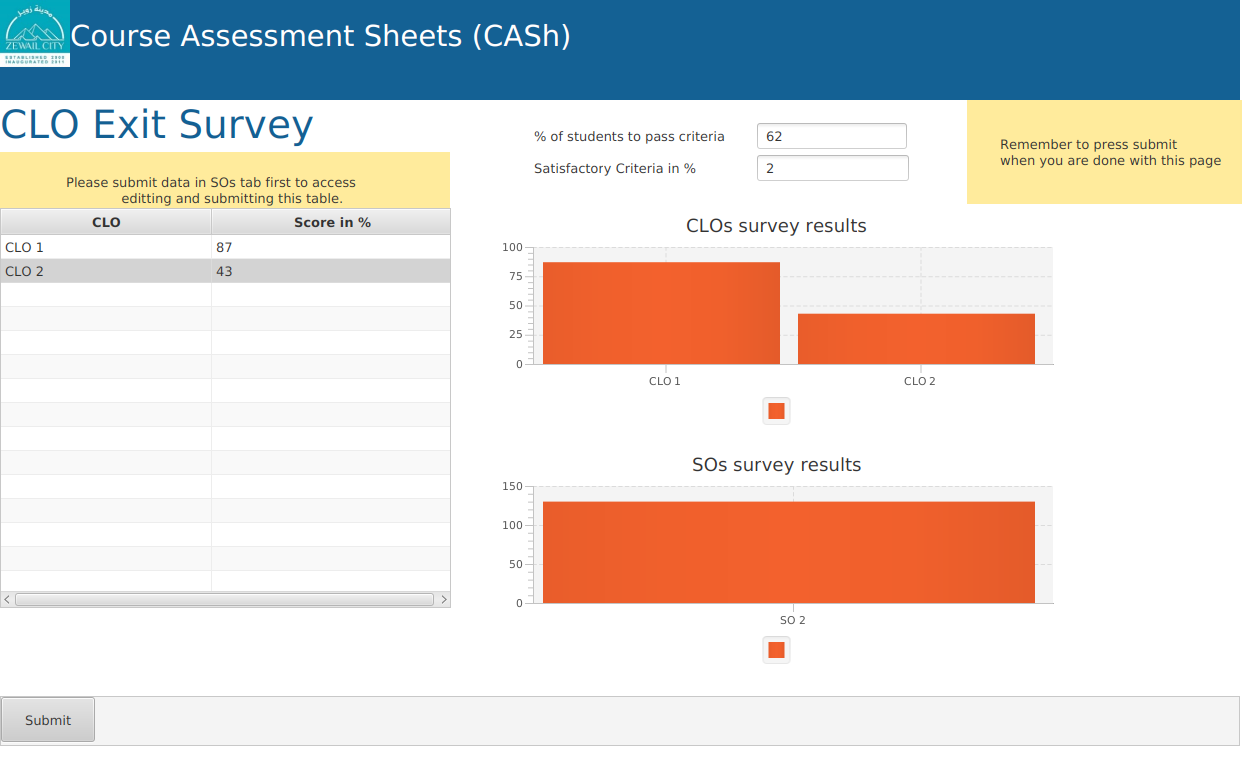 مدينة زويل
ZEWAIL CITY
ESTABLISHED 2000
INAUGURATED 2011
Course Assessment Sheets (CASh)
CLO Exit Survey
Please submit data in SOs tab first to access
editting and submitting this table.
% of students to pass criteria 62
Satisfactory Criteria in % 2
Remember to press submit
when you are done with this page
CLO Score in %
CLO 1 87
CLO 2 43
CLOs survey results
100
75
50
25
0
CLO 1 CLO 2
SOs survey results
150
100
50
0
SO 2
Submit